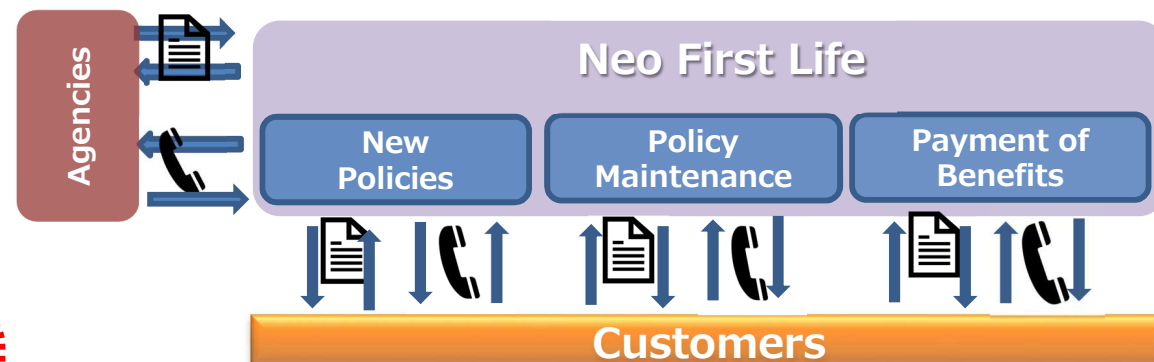 Agencies
Neo First Life
New
Policies
Policy
Maintenance
Payment of
Benefits
Customers